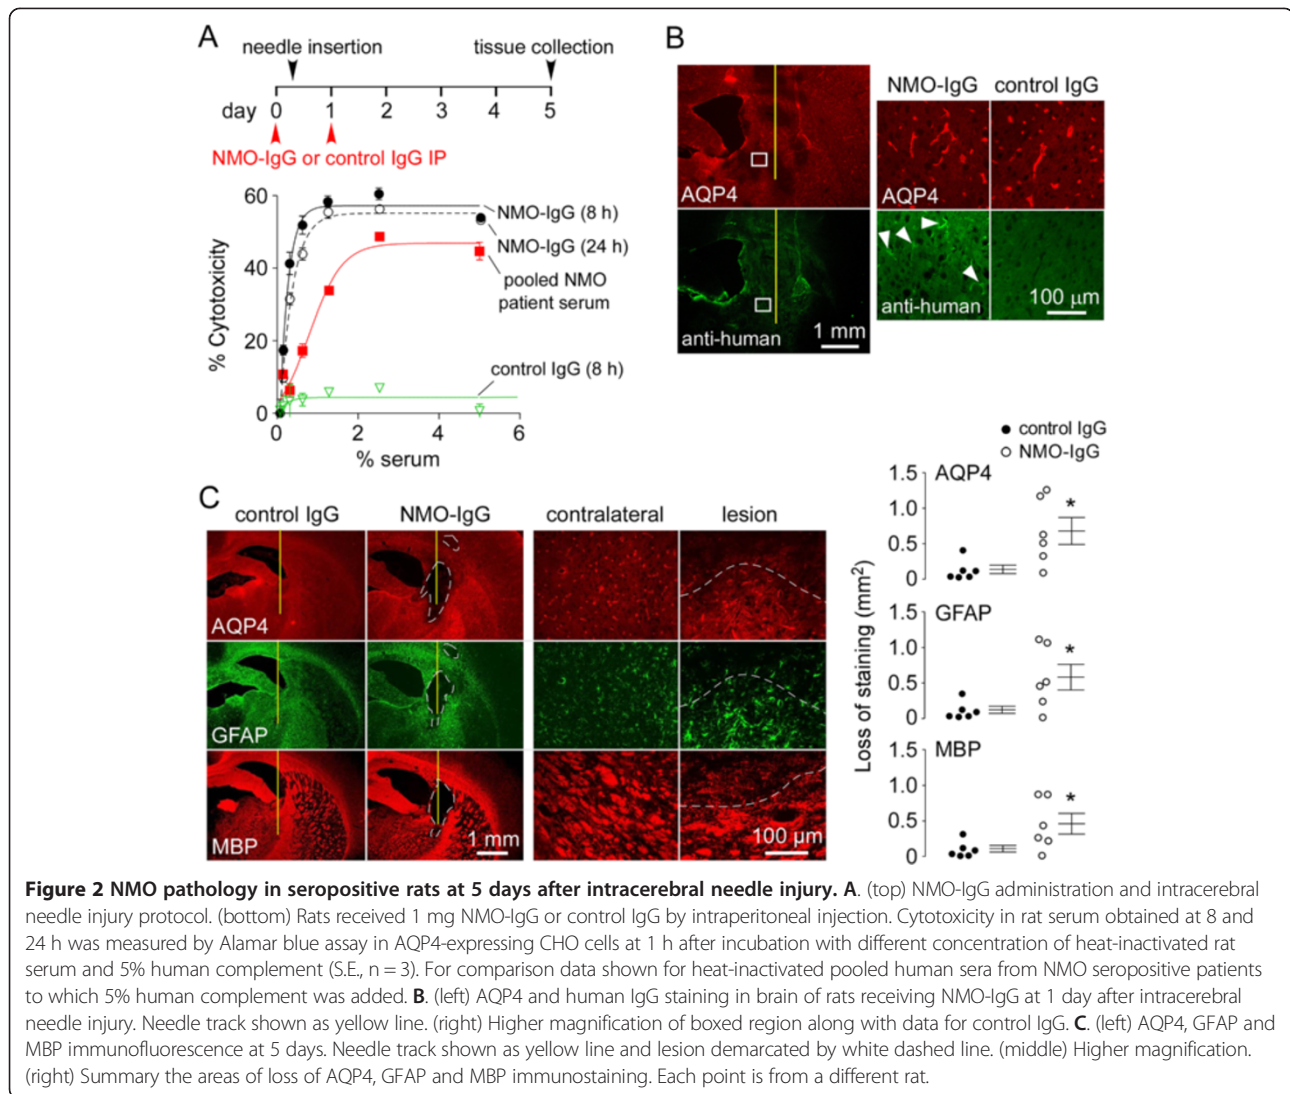 A
needle insertion
tissue collection
day 0 1 2 3 4 5
NMO-IgG or control IgG IP
60
40
20
0
% Cytotoxicity
NMO-IgG (8 h)
NMO-IgG (24 h)
pooled NMO
patient serum
control IgG (8 h)
0 2 4 6
% serum
B
NMO-IgG control IgG
AQP4
AQP4
anti-human
1 mm
anti-human
100 µm
C
control IgG NMO-IgG contralateral lesion
AQP4
GFAP
MBP
1 mm
100 µm
control IgG
NMO-IgG
Loss of staining (mm²)
AQP4
1.5
1.0
0.5
0
*
GFAP
1.5
1.0
0.5
0
*
MBP
1.5
1.0
0.5
0
*
Figure 2 NMO pathology in seropositive rats at 5 days after intracerebral needle injury. A. (top) NMO-IgG administration and intracerebral
needle injury protocol. (bottom) Rats received 1 mg NMO-IgG or control IgG by intraperitoneal injection. Cytotoxicity in rat serum obtained at 8 and
24 h was measured by Alamar blue assay in AQP4-expressing CHO cells at 1 h after incubation with different concentration of heat-inactivated rat
serum and 5% human complement (S.E., n = 3). For comparison data shown for heat-inactivated pooled human sera from NMO seropositive patients
to which 5% human complement was added. B. (left) AQP4 and human IgG staining in brain of rats receiving NMO-IgG at 1 day after intracerebral
needle injury. Needle track shown as yellow line. (right) Higher magnification of boxed region along with data for control IgG. C. (left) AQP4, GFAP and
MBP immunofluorescence at 5 days. Needle track shown as yellow line and lesion demarcated by white dashed line. (middle) Higher magnification.
(right) Summary the areas of loss of AQP4, GFAP and MBP immunostaining. Each point is from a different rat.